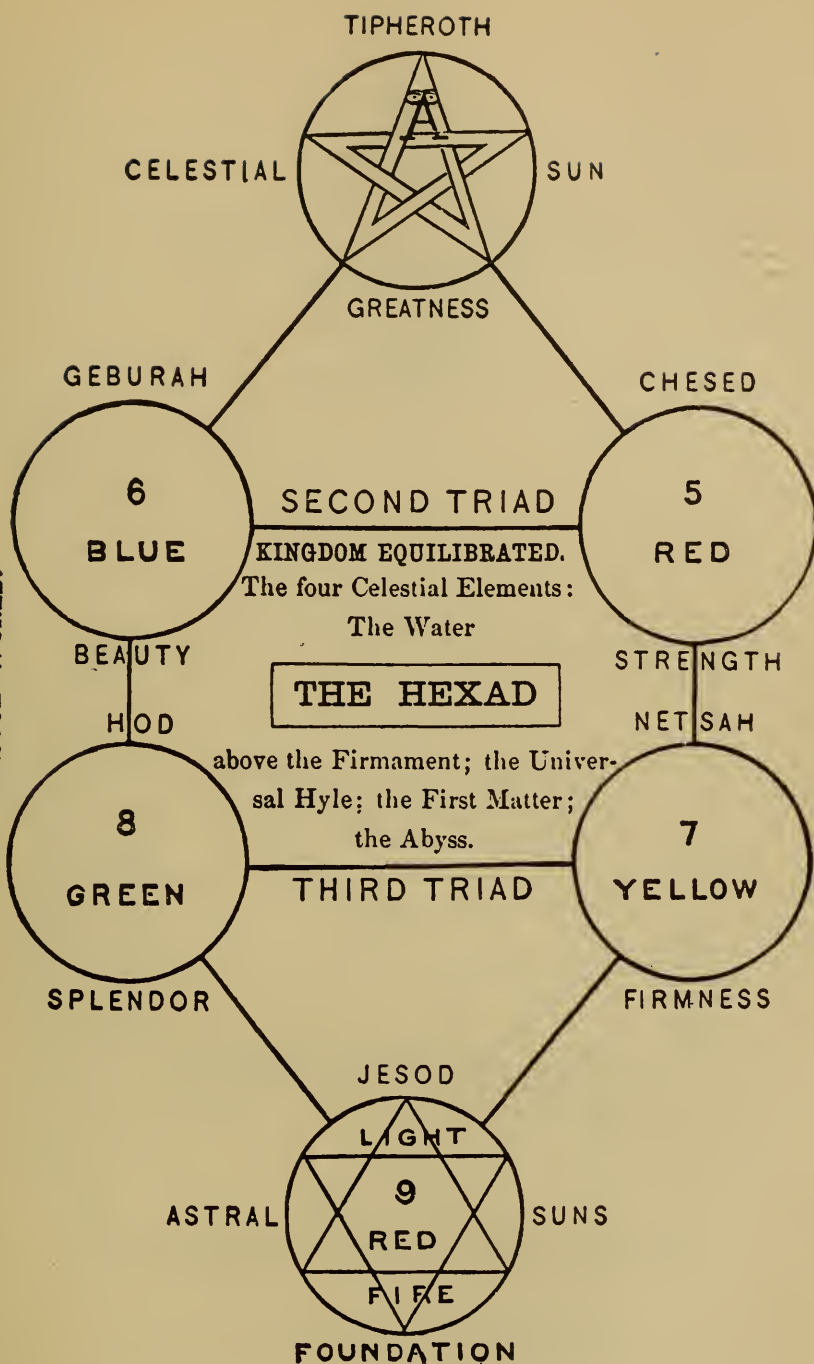 TIPHEROTH
A
CELESTIAL SUN
GREATNESS
GEBURAH CHESED
6 5
SECOND TRIAD
BLUE RED
KINGDOM EQUILIBRATED.
The four Celestial Elements:
The Water
BEAUTY STRENGTH
THE HEXAD
HOD NETSAH
above the Firmament; the Univer-
sal Hyle; the First Matter;
the Abyss.
8 7
GREEN YELLOW
THIRD TRIAD
SPLENDOR FIRMNESS
JESOD
LIGHT
9
ASTRAL SUNS
RED
FIRE
FOUNDATION